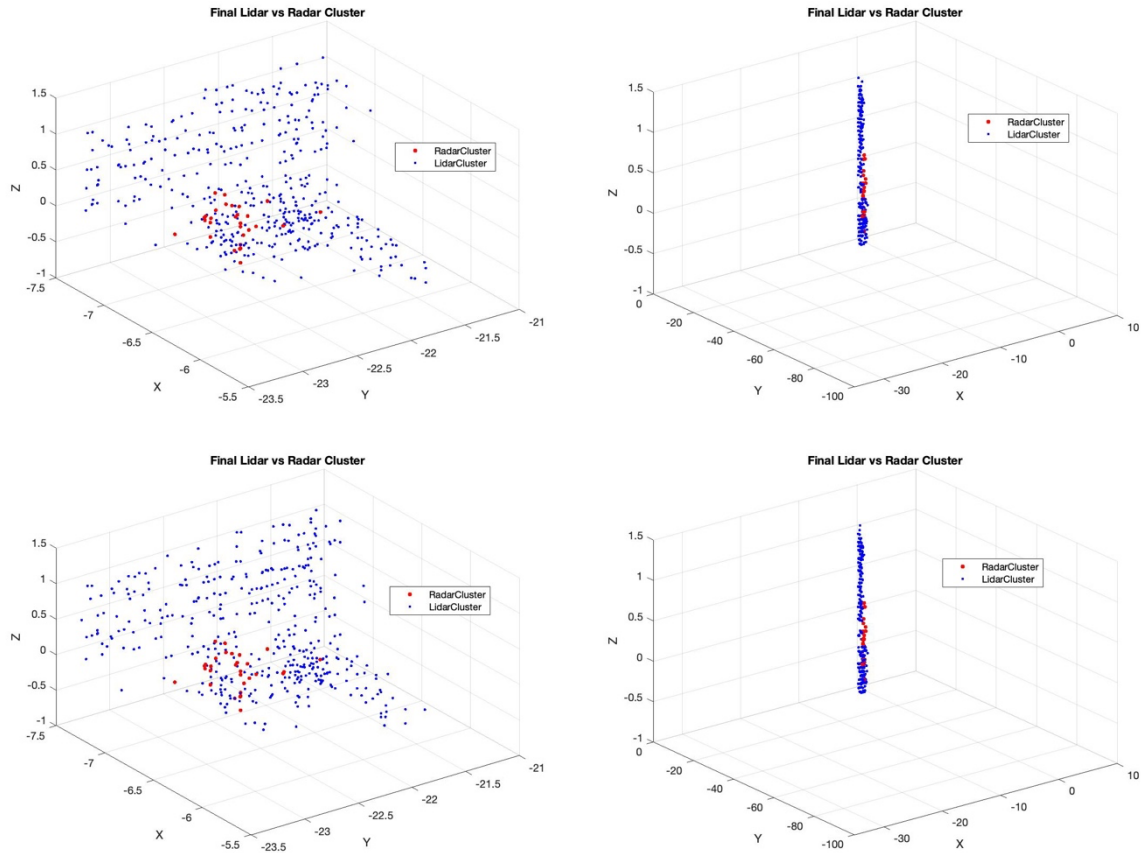 Final Lidar vs Radar Cluster
1.5
1
0.5
0
-0.5
-1
Z
-7.5
-7
-6.5
-6
-5.5
X
-23.5
-23
-22.5
-22
-21.5
-21
Y
RadarCluster
LidarCluster
Final Lidar vs Radar Cluster
1.5
1
0.5
0
-0.5
-1
Z
0
-20
-40
-60
-80
-100
Y
-30
-20
-10
0
10
X
RadarCluster
LidarCluster
Final Lidar vs Radar Cluster
1.5
1
0.5
0
-0.5
-1
Z
-7.5
-7
-6.5
-6
-5.5
X
-23.5
-23
-22.5
-22
-21.5
-21
Y
RadarCluster
LidarCluster
Final Lidar vs Radar Cluster
1.5
1
0.5
0
-0.5
-1
Z
0
-20
-40
-60
-80
-100
Y
-30
-20
-10
0
10
X
RadarCluster
LidarCluster